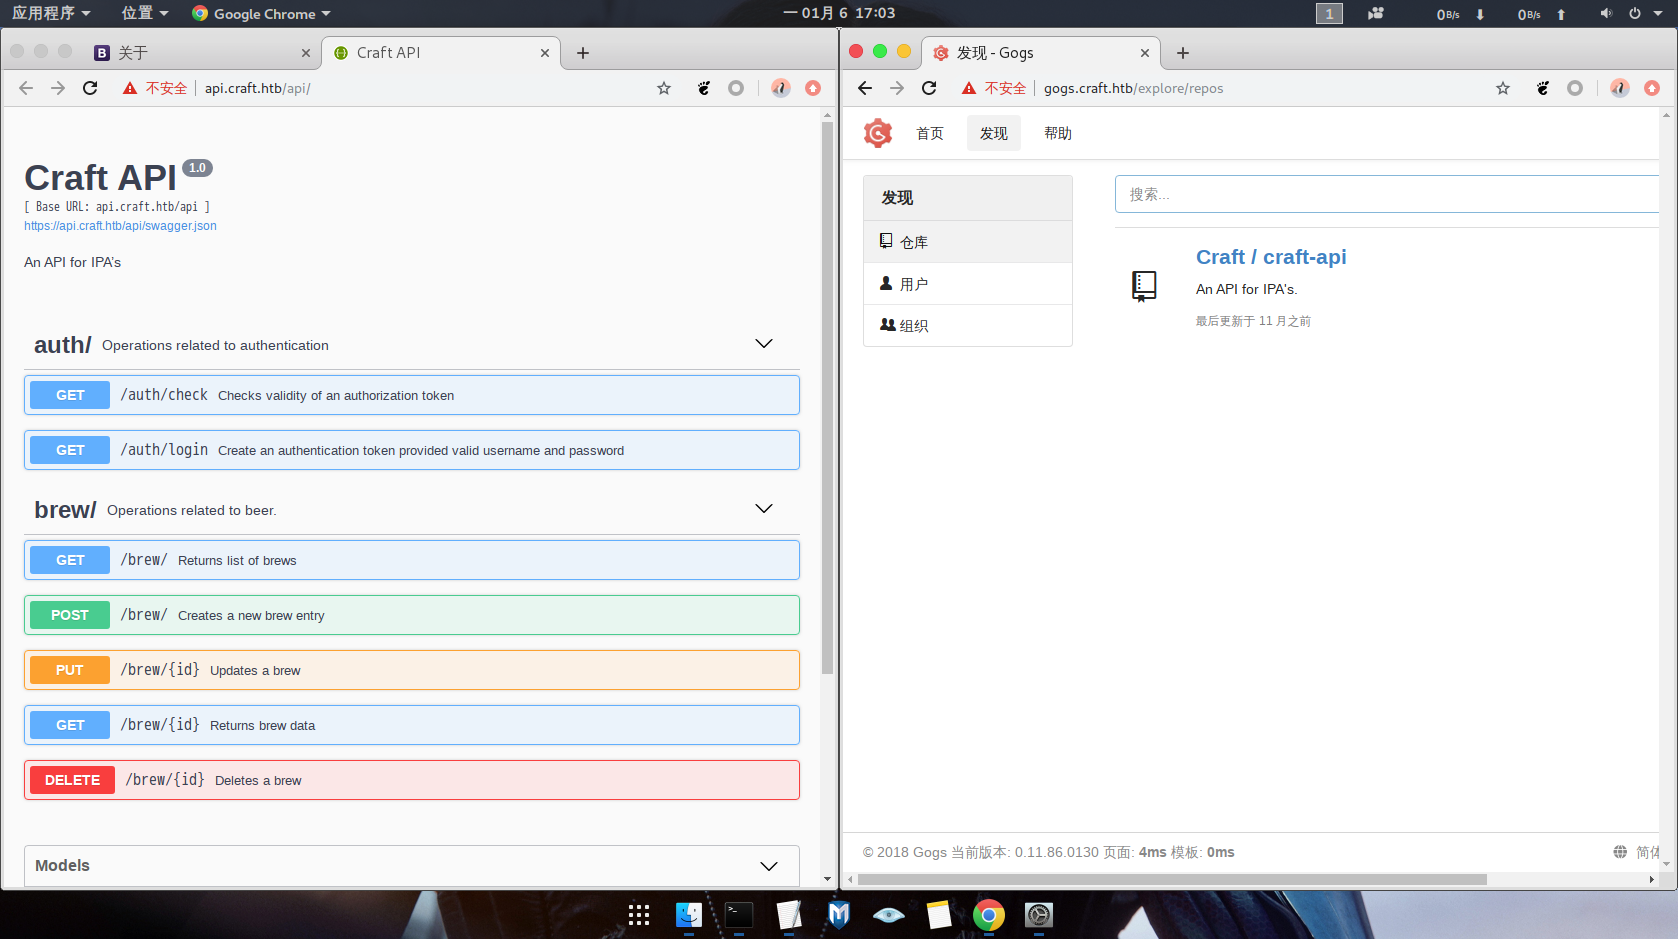 应用程序 位置 Google Chrome 一 01月 6 17:03 1 0B/s 0B/s
关于 Craft API
不安全 api.craft.htb/api/
Craft API 1.0
[ Base URL: api.craft.htb/api ]
https://api.craft.htb/api/swagger.json
An API for IPA's
auth/ Operations related to authentication
GET /auth/check Checks validity of an authorization token
GET /auth/login Create an authentication token provided valid username and password
brew/ Operations related to beer.
GET /brew/ Returns list of brews
POST /brew/ Creates a new brew entry
PUT /brew/{id} Updates a brew
GET /brew/{id} Returns brew data
DELETE /brew/{id} Deletes a brew
Models
发现 - Gogs
不安全 gogs.craft.htb/explore/repos
首页 发现 帮助
发现
仓库
用户
组织
搜索...
Craft / craft-api
An API for IPA's.
最后更新于 11 月之前
© 2018 Gogs 当前版本: 0.11.86.0130 页面: 4ms 模板: 0ms 简体